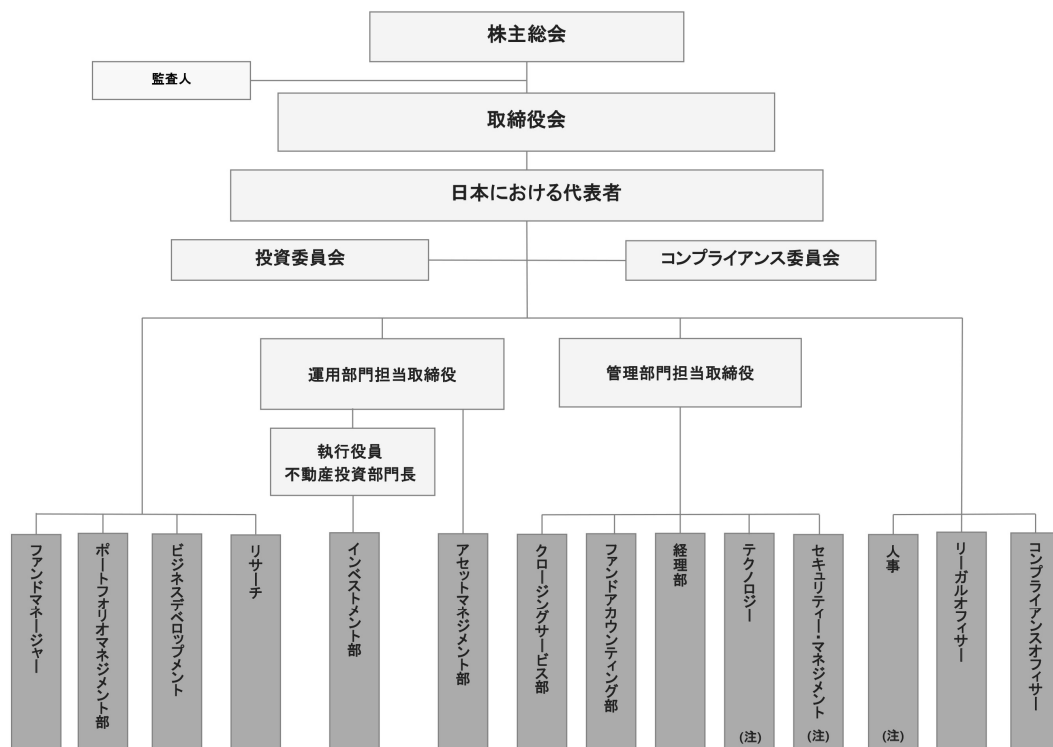 株主総会
監査人
取締役会
日本における代表者
投資委員会
コンプライアンス委員会
運用部門担当取締役
管理部門担当取締役
執行役員
不動産投資部門長
ファンドマネージャー
ポートフォリオマネジメント部
ビジネスデベロップメント
リサーチ
インベストメント部
アセットマネジメント部
クロージングサービス部
ファンドアカウンティング部
経理部
テクノロジー
(注)
セキュリティー・マネジメント
(注)
人事
(注)
リーガルオフィサー
コンプライアンスオフィサー